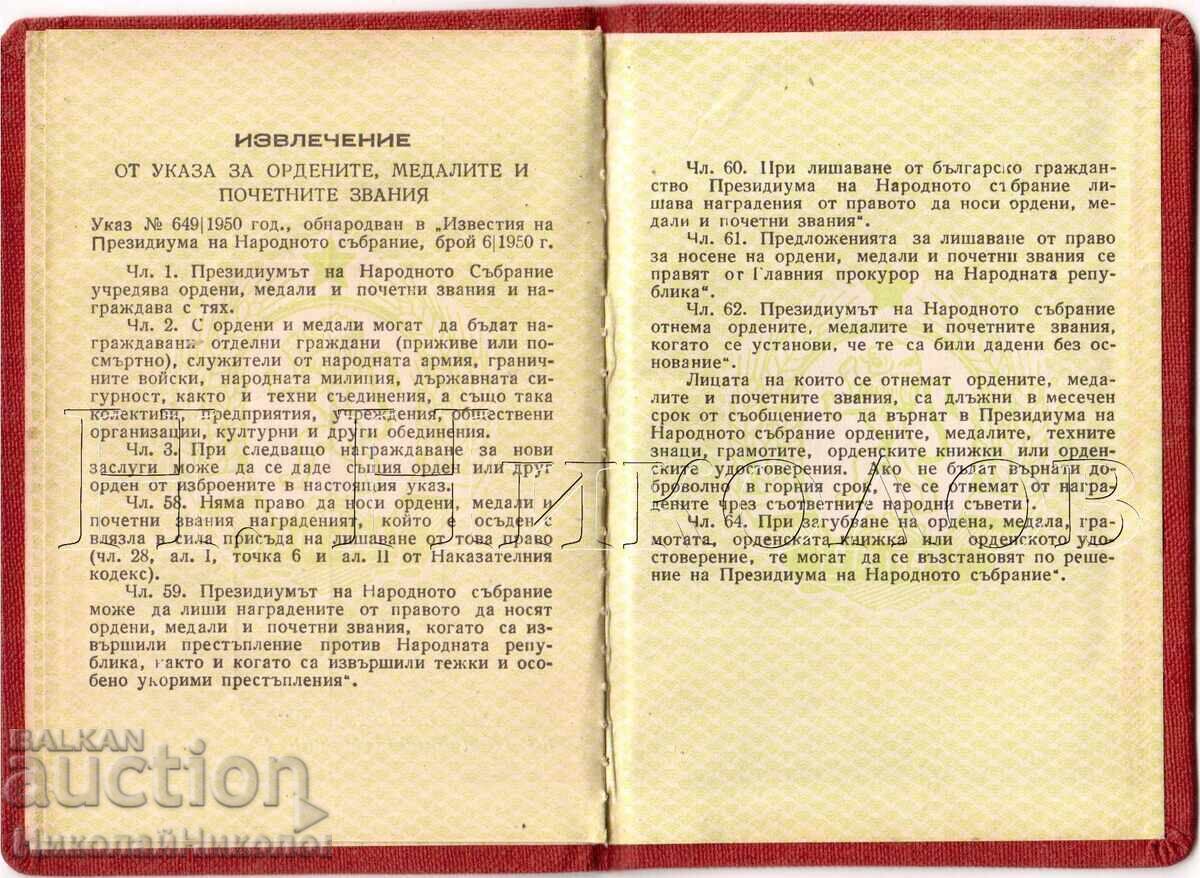 ИЗВЛЕЧЕНИЕ
ОТ УКАЗА ЗА ОРДЕНИТЕ, МЕДАЛИТЕ И
ПОЧЕТНИТЕ ЗВАНИЯ
Указ № 649|1950 год., обнародван в „Известия на
Президиума на Народното събрание, брой 6|1950 г.
Чл. 1. Президиумът на Народното Събрание
учредява ордени, медали и почетни звания и на-
граждава с тях.
Чл. 2. С ордени и медали могат да бъдат на-
граждавани отделни граждани (приживе или по-
смъртно), служители от народната армия, гранич-
ните войски, народната милиция, държавната си-
гурност, както и техни съединения, а също така
колективи, предприятия, учреждения, обществени
организации, културни и други обединения.
Чл. 3. При следващо награждаване за нови
заслуги може да се даде същия орден или друг
орден от изброените в настоящия указ.
Чл. 58. Няма право да носи ордени, медали и
почетни звания награденият, който е осъден с
влязла в сила присъда на лишаване от това право
(чл. 28, ал. I, точка 6 и ал. II от Наказателния
кодекс).
Чл. 59. Президиумът на Народното събрание
може да лиши наградените от правото да носят
ордени, медали и почетни звания, когато са из-
вършили престъпление против Народната репу-
блика, както и когато са извършили тежки и осо-
бено укорими престъпления“.
Чл. 60. При лишаване от българско граждан-
ство Президиума на Народното събрание ли-
шава наградения от правото да носи ордени, ме-
дали и почетни звания“.
Чл. 61. Предложенията за лишаване от право
за носене на ордени, медали и почетни звания се
правят от Главния прокурор на Народната репу-
блика“.
Чл. 62. Президиумът на Народното събрание
отнема ордените, медалите и почетните звания,
когато се установи, че те са били дадени без ос-
нование“.
Лицата на които се отнемат ордените, меда-
лите и почетните звания, са длъжни в месечен
срок от съобщението да върнат в Президиума на
Народното събрание ордените, медалите, техните
знаци, грамотите, орденските книжки или орден-
ските удостоверения. Ако не бъдат върнати до-
броволно в горния срок, те се отнемат от награ-
дените чрез съответните народни съвети.
Чл. 64. При загубване на ордена, медала, гра-
мотата, орденската книжка или орденското удо-
стоверение, те могат да се възстановят по реше-
ние на Президиума на Народното събрание“.
Н. Николов
BALKAN
auction
НиколайНиколов